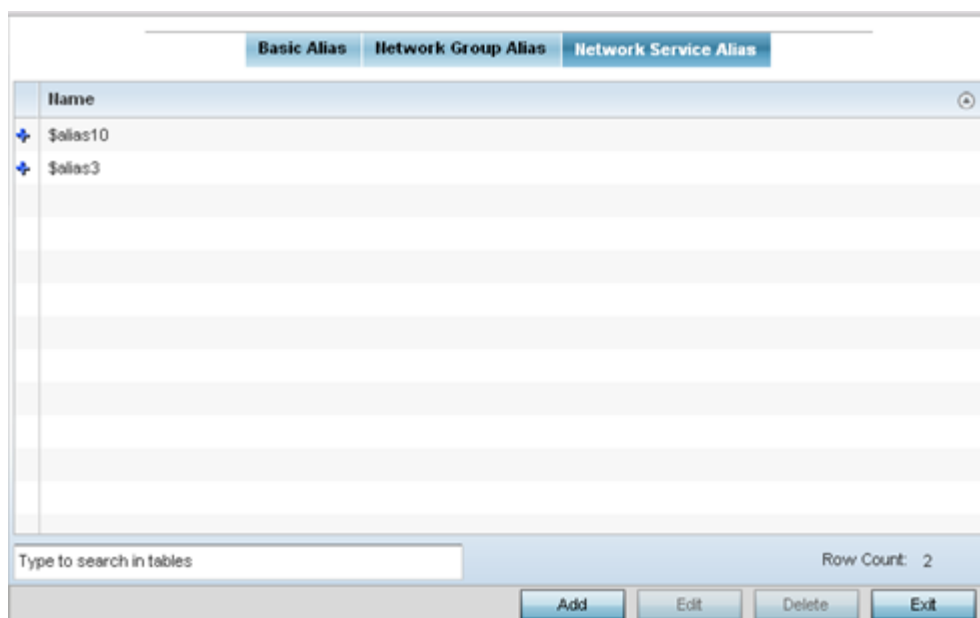 Basic Alias Network Group Alias Network Service Alias
Name
$alias10
$alias3
Type to search in tables Row Count: 2
Add Edit Delete Exit